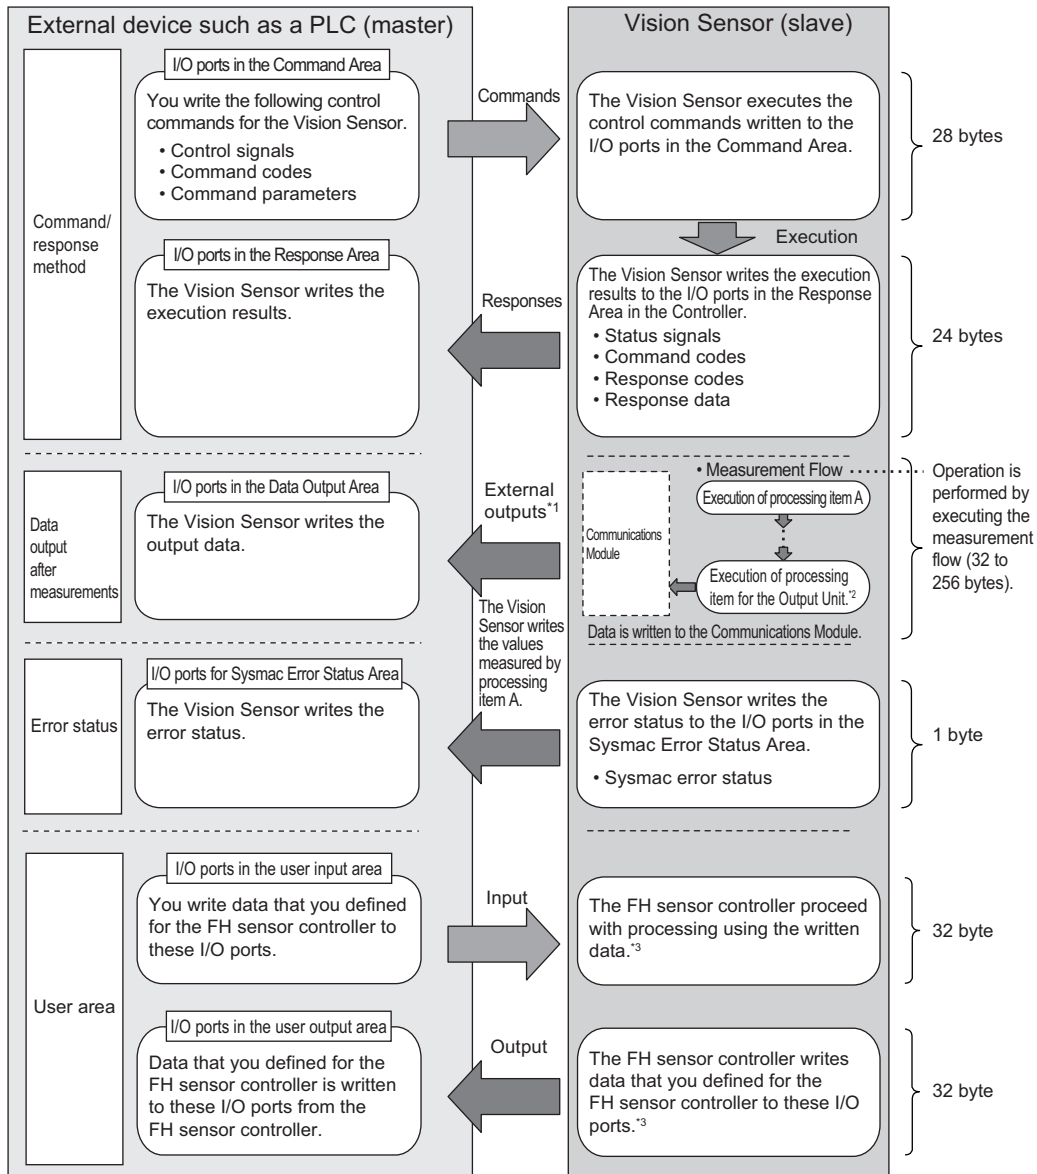 External device such as a PLC (master)
Vision Sensor (slave)
Command/
response
method
I/O ports in the Command Area
You write the following control
commands for the Vision Sensor.
• Control signals
• Command codes
• Command parameters
Commands
The Vision Sensor executes the
control commands written to the
I/O ports in the Command Area.
28 bytes
Execution
I/O ports in the Response Area
The Vision Sensor writes the
execution results.
Responses
The Vision Sensor writes the execution
results to the I/O ports in the Response
Area in the Controller.
• Status signals
• Command codes
• Response codes
• Response data
24 bytes
Data
output
after
measurements
I/O ports in the Data Output Area
The Vision Sensor writes the
output data.
External
outputs*1
The Vision
Sensor writes
the values
measured by
processing
item A.
Communications
Module
• Measurement Flow
Execution of processing item A
Execution of processing
item for the Output Unit.*2
Data is written to the Communications Module.
Operation is
performed by
executing the
measurement
flow (32 to
256 bytes).
Error status
I/O ports for Sysmac Error Status Area
The Vision Sensor writes the
error status.
The Vision Sensor writes the
error status to the I/O ports in the
Sysmac Error Status Area.
• Sysmac error status
1 byte
User area
I/O ports in the user input area
You write data that you defined
for the FH sensor controller to
these I/O ports.
Input
The FH sensor controller proceed
with processing using the written
data.*3
32 byte
I/O ports in the user output area
Data that you defined for the
FH sensor controller is written
to these I/O ports from the
FH sensor controller.
Output
The FH sensor controller writes
data that you defined for the
FH sensor controller to these I/O
ports.*3
32 byte